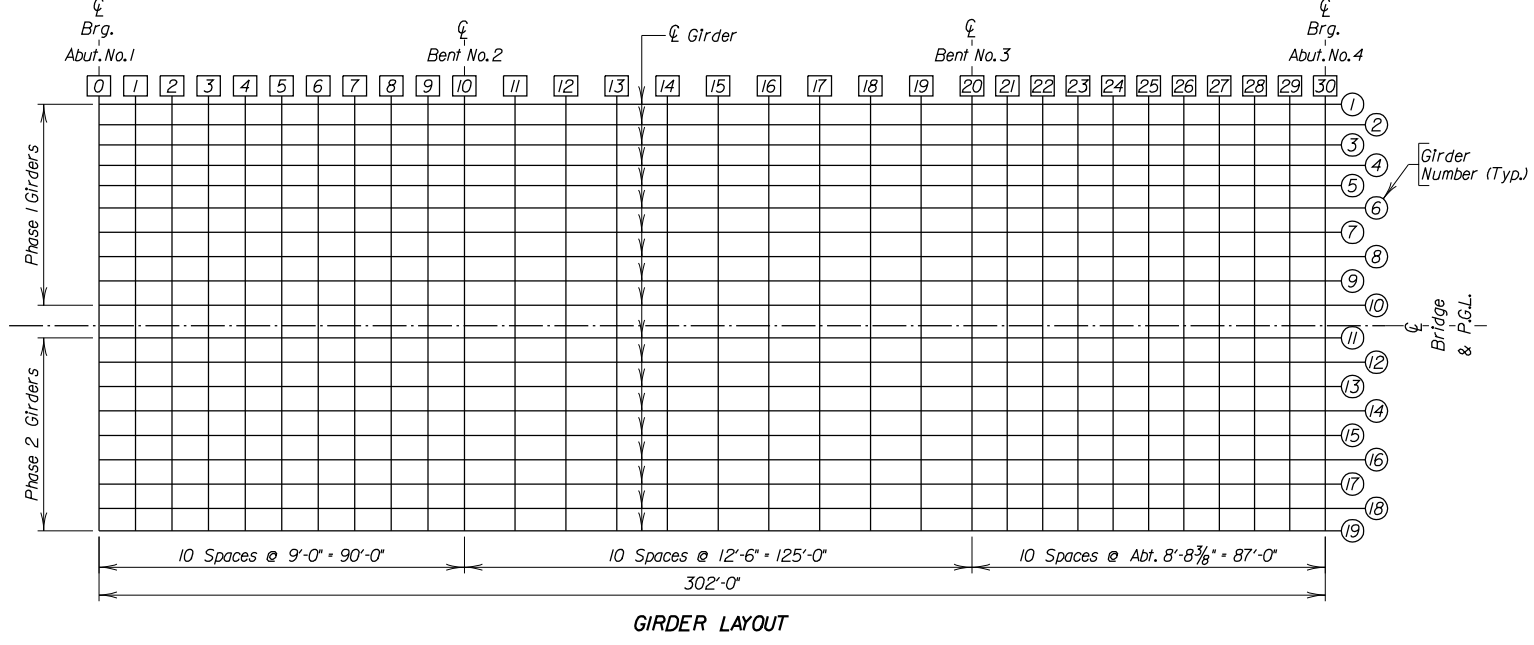 ℄
Brg.
Abut. No. 1
℄
Bent No. 2
℄ Girder
℄
Bent No. 3
℄
Brg.
Abut. No. 4
0 1 2 3 4 5 6 7 8 9 10 11 12 13 14 15 16 17 18 19 20 21 22 23 24 25 26 27 28 29 30
1
2
3
4
5
6
7
8
9
10
11
12
13
14
15
16
17
18
19
Girder
Number (Typ.)
Phase 1 Girders
Phase 2 Girders
℄
Bridge
& P.G.L.
10 Spaces @ 9'-0" = 90'-0"
10 Spaces @ 12'-6" = 125'-0"
10 Spaces @ Abt. 8'-8⅜" = 87'-0"
302'-0"
GIRDER LAYOUT